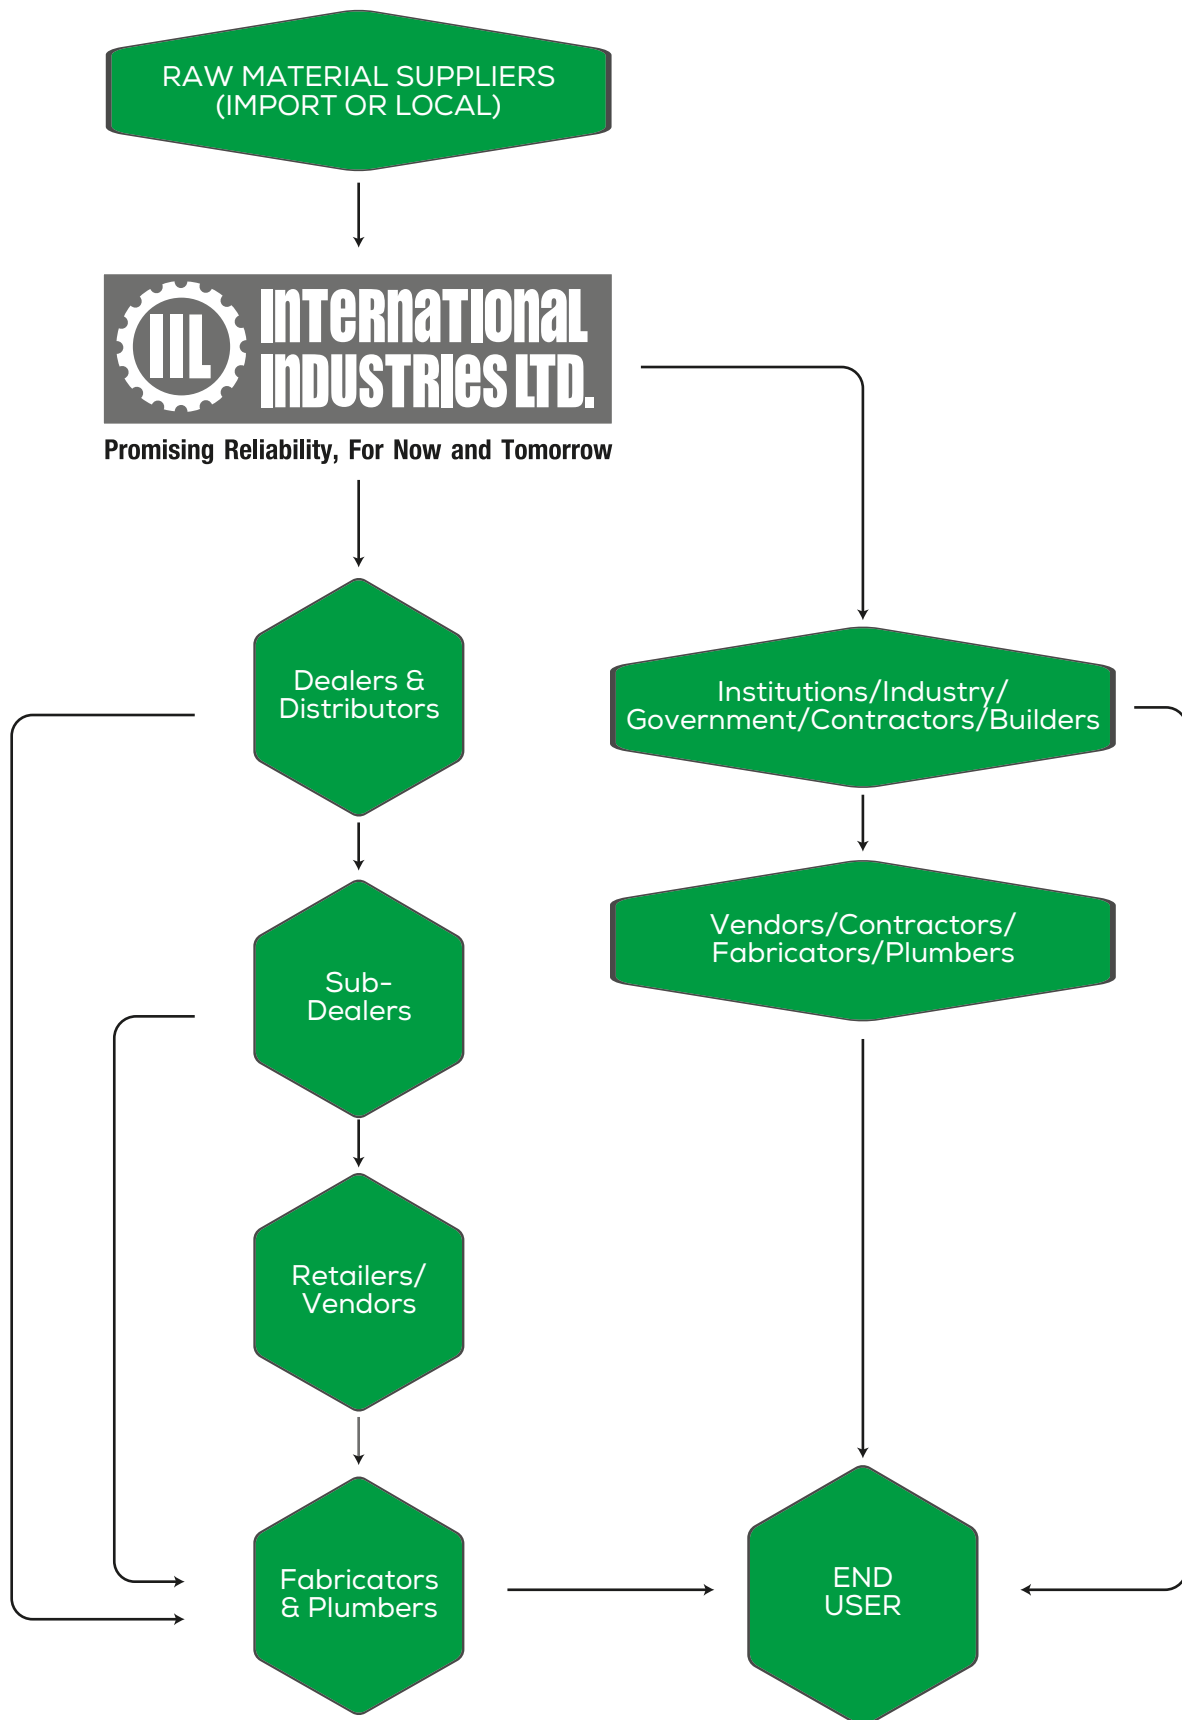 RAW MATERIAL SUPPLIERS
(IMPORT OR LOCAL)
IIL
INTERNATIONAL
INDUSTRIES LTD.
Promising Reliability, For Now and Tomorrow
Dealers &
Distributors
Institutions/Industry/
Government/Contractors/Builders
Vendors/Contractors/
Fabricators/Plumbers
Sub-
Dealers
Retailers/
Vendors
Fabricators
& Plumbers
END
USER